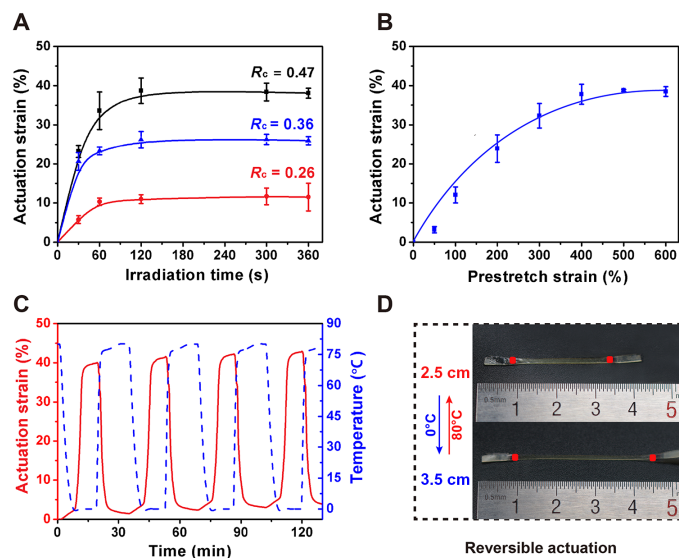 A
Actuation strain (%)
50
40
30
20
10
0
0
60
120
180
240
300
360
Irradiation time (s)
Rc = 0.47
Rc = 0.36
Rc = 0.26
B
Actuation strain (%)
50
40
30
20
10
0
0
100
200
300
400
500
600
Prestretch strain (%)
C
Actuation strain (%)
50
40
30
20
10
0
0
30
60
90
120
Time (min)
90
75
60
45
30
15
0
Temperature (°C)
D
2.5 cm
0°C
80°C
3.5 cm
0.5mm 1 2 3 4 5
0.5mm 1 2 3 4 5
Reversible actuation